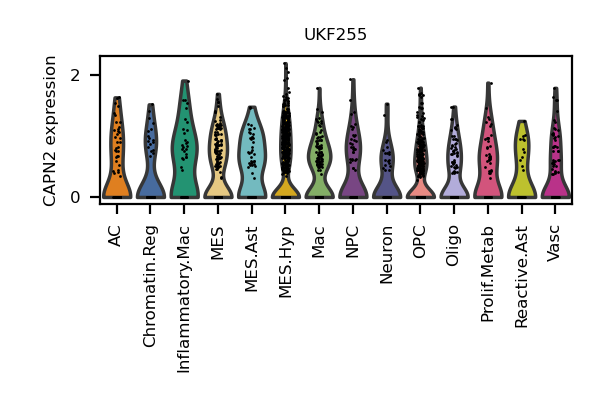 UKF255
CAPN2 expression
2
0
AC
Chromatin.Reg
Inflammatory.Mac
MES
MES.Ast
MES.Hyp
Mac
NPC
Neuron
OPC
Oligo
Prolif.Metab
Reactive.Ast
Vasc